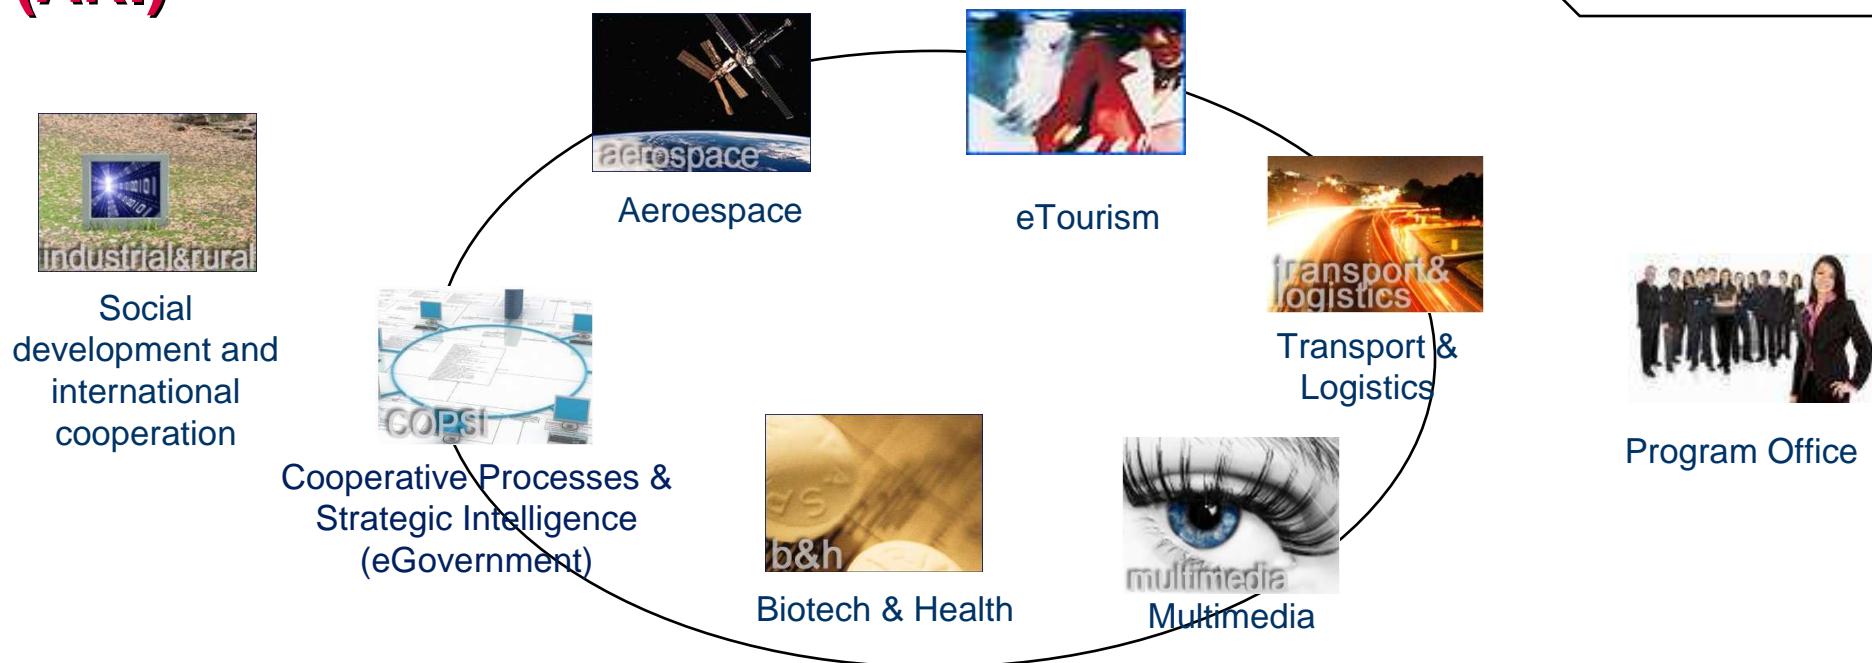 (ARI)
aerospace
Aeroespace
eTourism
industrial&rural
Social
development and
international
cooperation
transport&
logistics
Transport &
Logistics
COPSI
Cooperative Processes &
Strategic Intelligence
(eGovernment)
b&h
Biotech & Health
multimedia
Multimedia
Program Office